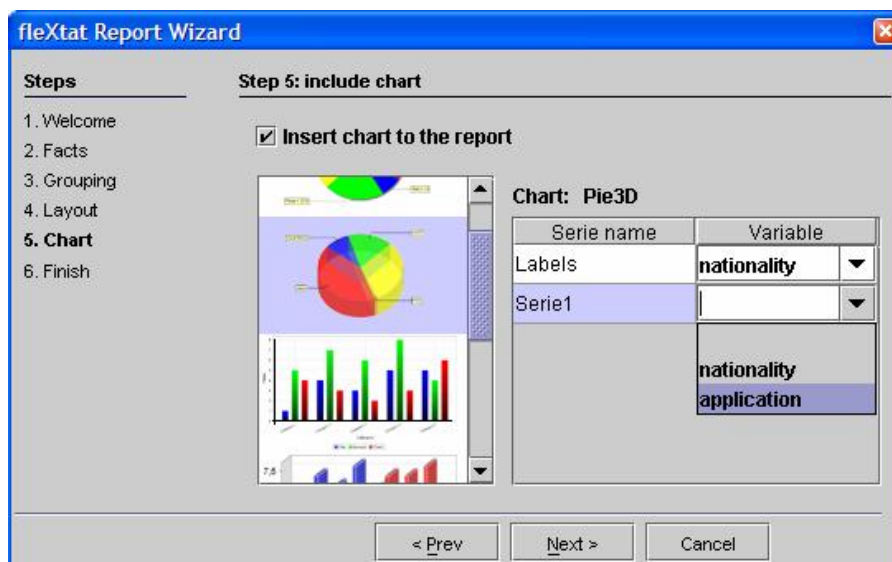 fleXtat Report Wizard
Steps
1. Welcome
2. Facts
3. Grouping
4. Layout
5. Chart
6. Finish
Step 5: include chart
Insert chart to the report
7,5
Chart: Pie3D
Serie name Variable
Labels nationality
Serie1
nationality
application
< Prev Next > Cancel